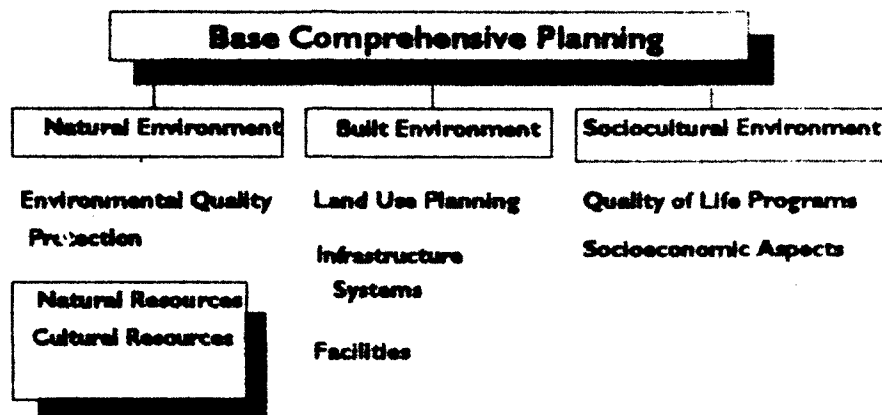 Base Comprehensive Planning
Natural Environment
Environmental Quality
Protection
Natural Resources
Cultural Resources
Built Environment
Land Use Planning
Infrastructure
Systems
Facilities
Sociocultural Environment
Quality of Life Programs
Socioeconomic Aspects